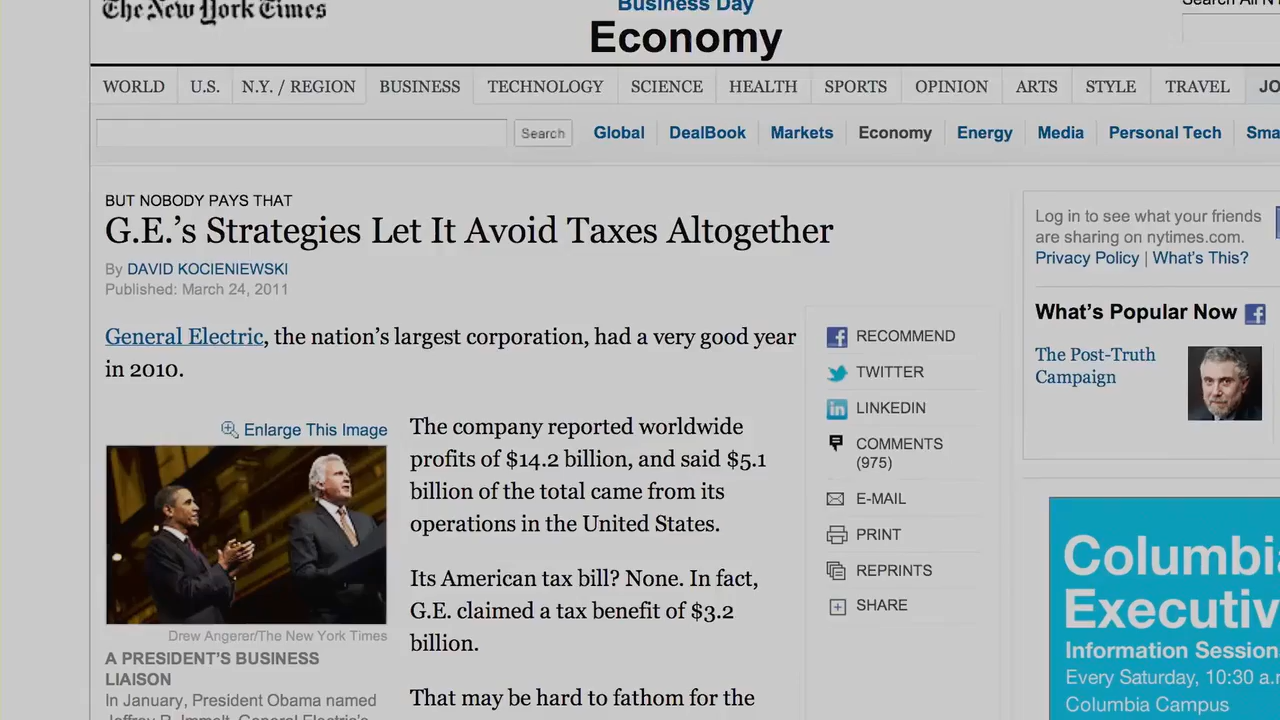 The New York Times
Business Day
Economy
WORLD U.S. N.Y. / REGION BUSINESS TECHNOLOGY SCIENCE HEALTH SPORTS OPINION ARTS STYLE TRAVEL JO
Search Global DealBook Markets Economy Energy Media Personal Tech Sma
BUT NOBODY PAYS THAT
G.E.’s Strategies Let It Avoid Taxes Altogether
By DAVID KOCIENIEWSKI
Published: March 24, 2011
General Electric, the nation’s largest corporation, had a very good year
in 2010.
Enlarge This Image
Drew Angerer/The New York Times
A PRESIDENT’S BUSINESS
LIAISON
In January, President Obama named
Jeffrey R. Immelt, General Electric’s
The company reported worldwide
profits of $14.2 billion, and said $5.1
billion of the total came from its
operations in the United States.
Its American tax bill? None. In fact,
G.E. claimed a tax benefit of $3.2
billion.
That may be hard to fathom for the
RECOMMEND
TWITTER
LINKEDIN
COMMENTS
(975)
E-MAIL
PRINT
REPRINTS
SHARE
Log in to see what your friends
are sharing on nytimes.com.
Privacy Policy | What’s This?
What’s Popular Now
The Post-Truth
Campaign
Columbia
Executiv
Information Session
Every Saturday, 10:30 a.
Columbia Campus